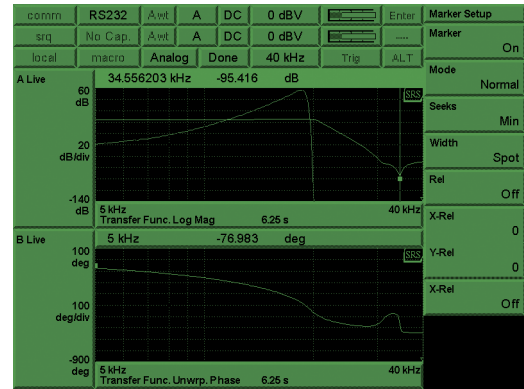 comm RS232 Awt A DC 0 dBV Enter Marker Setup
srq No Cap. Awt A DC 0 dBV ---- Marker
On
local macro Analog Done 40 kHz Trig ALT
A Live 34.556203 kHz -95.416 dB
Mode
Normal
60
dB
SRS
Seeks
Min
20
dB/div
Width
Spot
Rel
Off
-140
dB
5 kHz 40 kHz
Transfer Func. Log Mag 6.25 s
X-Rel
0
B Live 5 kHz -76.983 deg
100
deg
SRS
Y-Rel
0
X-Rel
Off
100
deg/div
-900
deg
5 kHz 40 kHz
Transfer Func. Unwrp. Phase 6.25 s